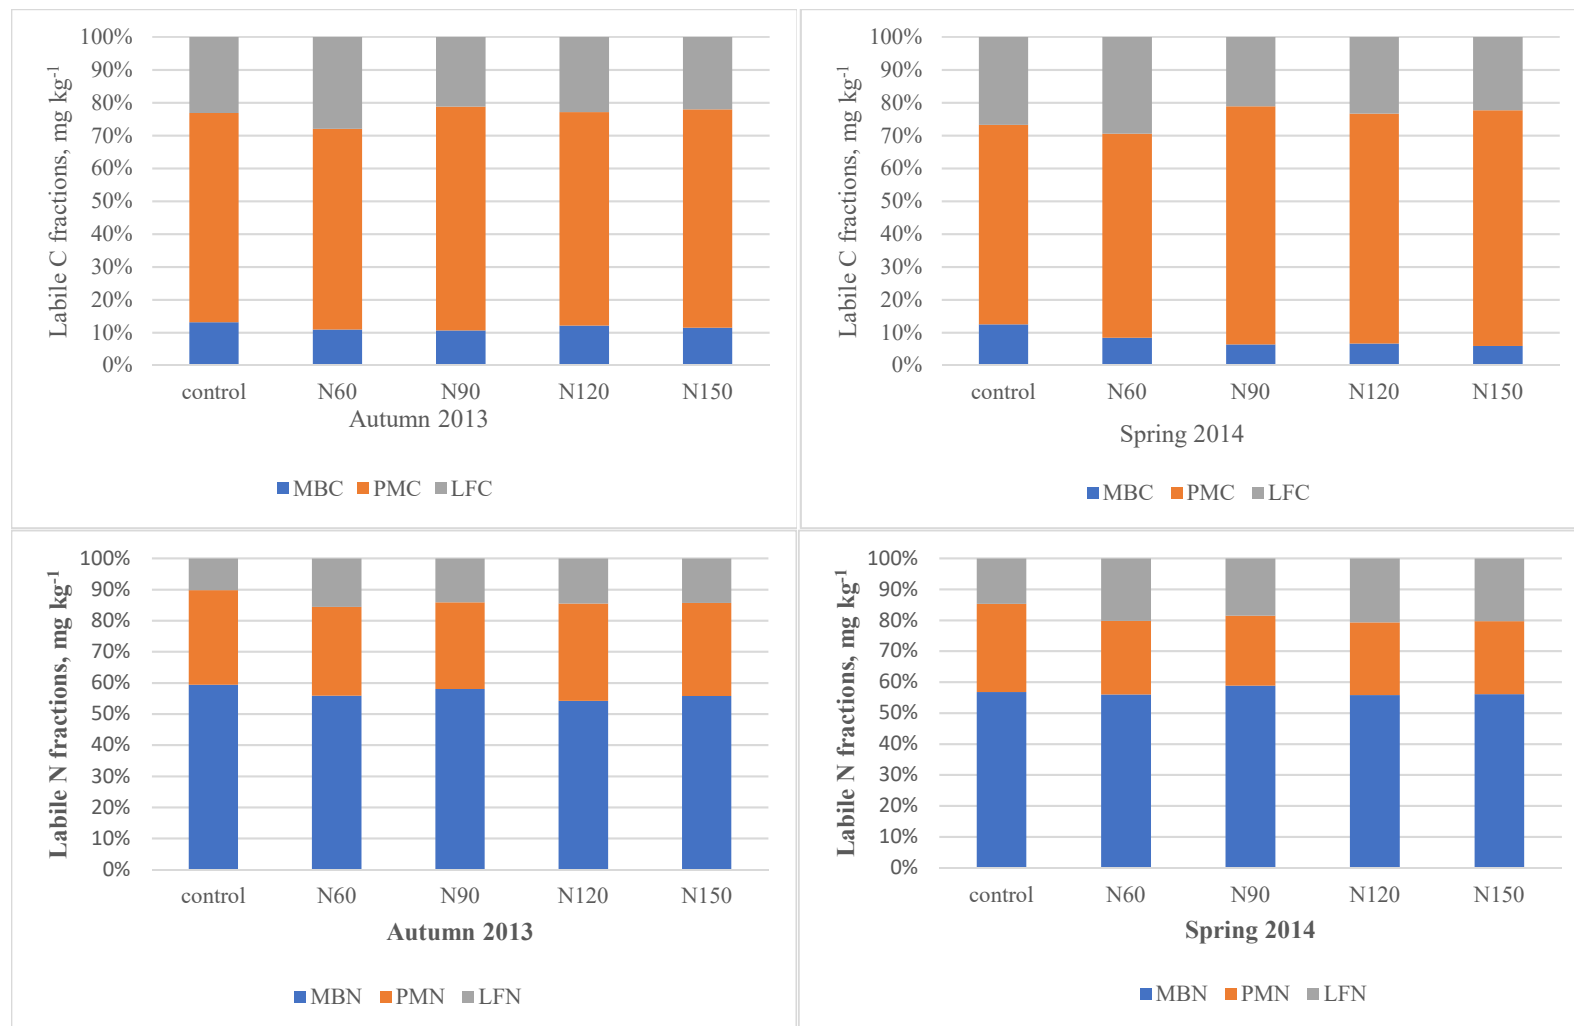 Labile C fractions, mg kg-1
100%
90%
80%
70%
60%
50%
40%
30%
20%
10%
0%
control N60 N90 N120 N150
Autumn 2013
MBC PMC LFC
Labile C fractions, mg kg-1
100%
90%
80%
70%
60%
50%
40%
30%
20%
10%
0%
control N60 N90 N120 N150
Spring 2014
MBC PMC LFC
Labile N fractions, mg kg-1
100%
90%
80%
70%
60%
50%
40%
30%
20%
10%
0%
control N60 N90 N120 N150
Autumn 2013
MBN PMN LFN
Labile N fractions, mg kg-1
100%
90%
80%
70%
60%
50%
40%
30%
20%
10%
0%
control N60 N90 N120 N150
Spring 2014
MBN PMN LFN